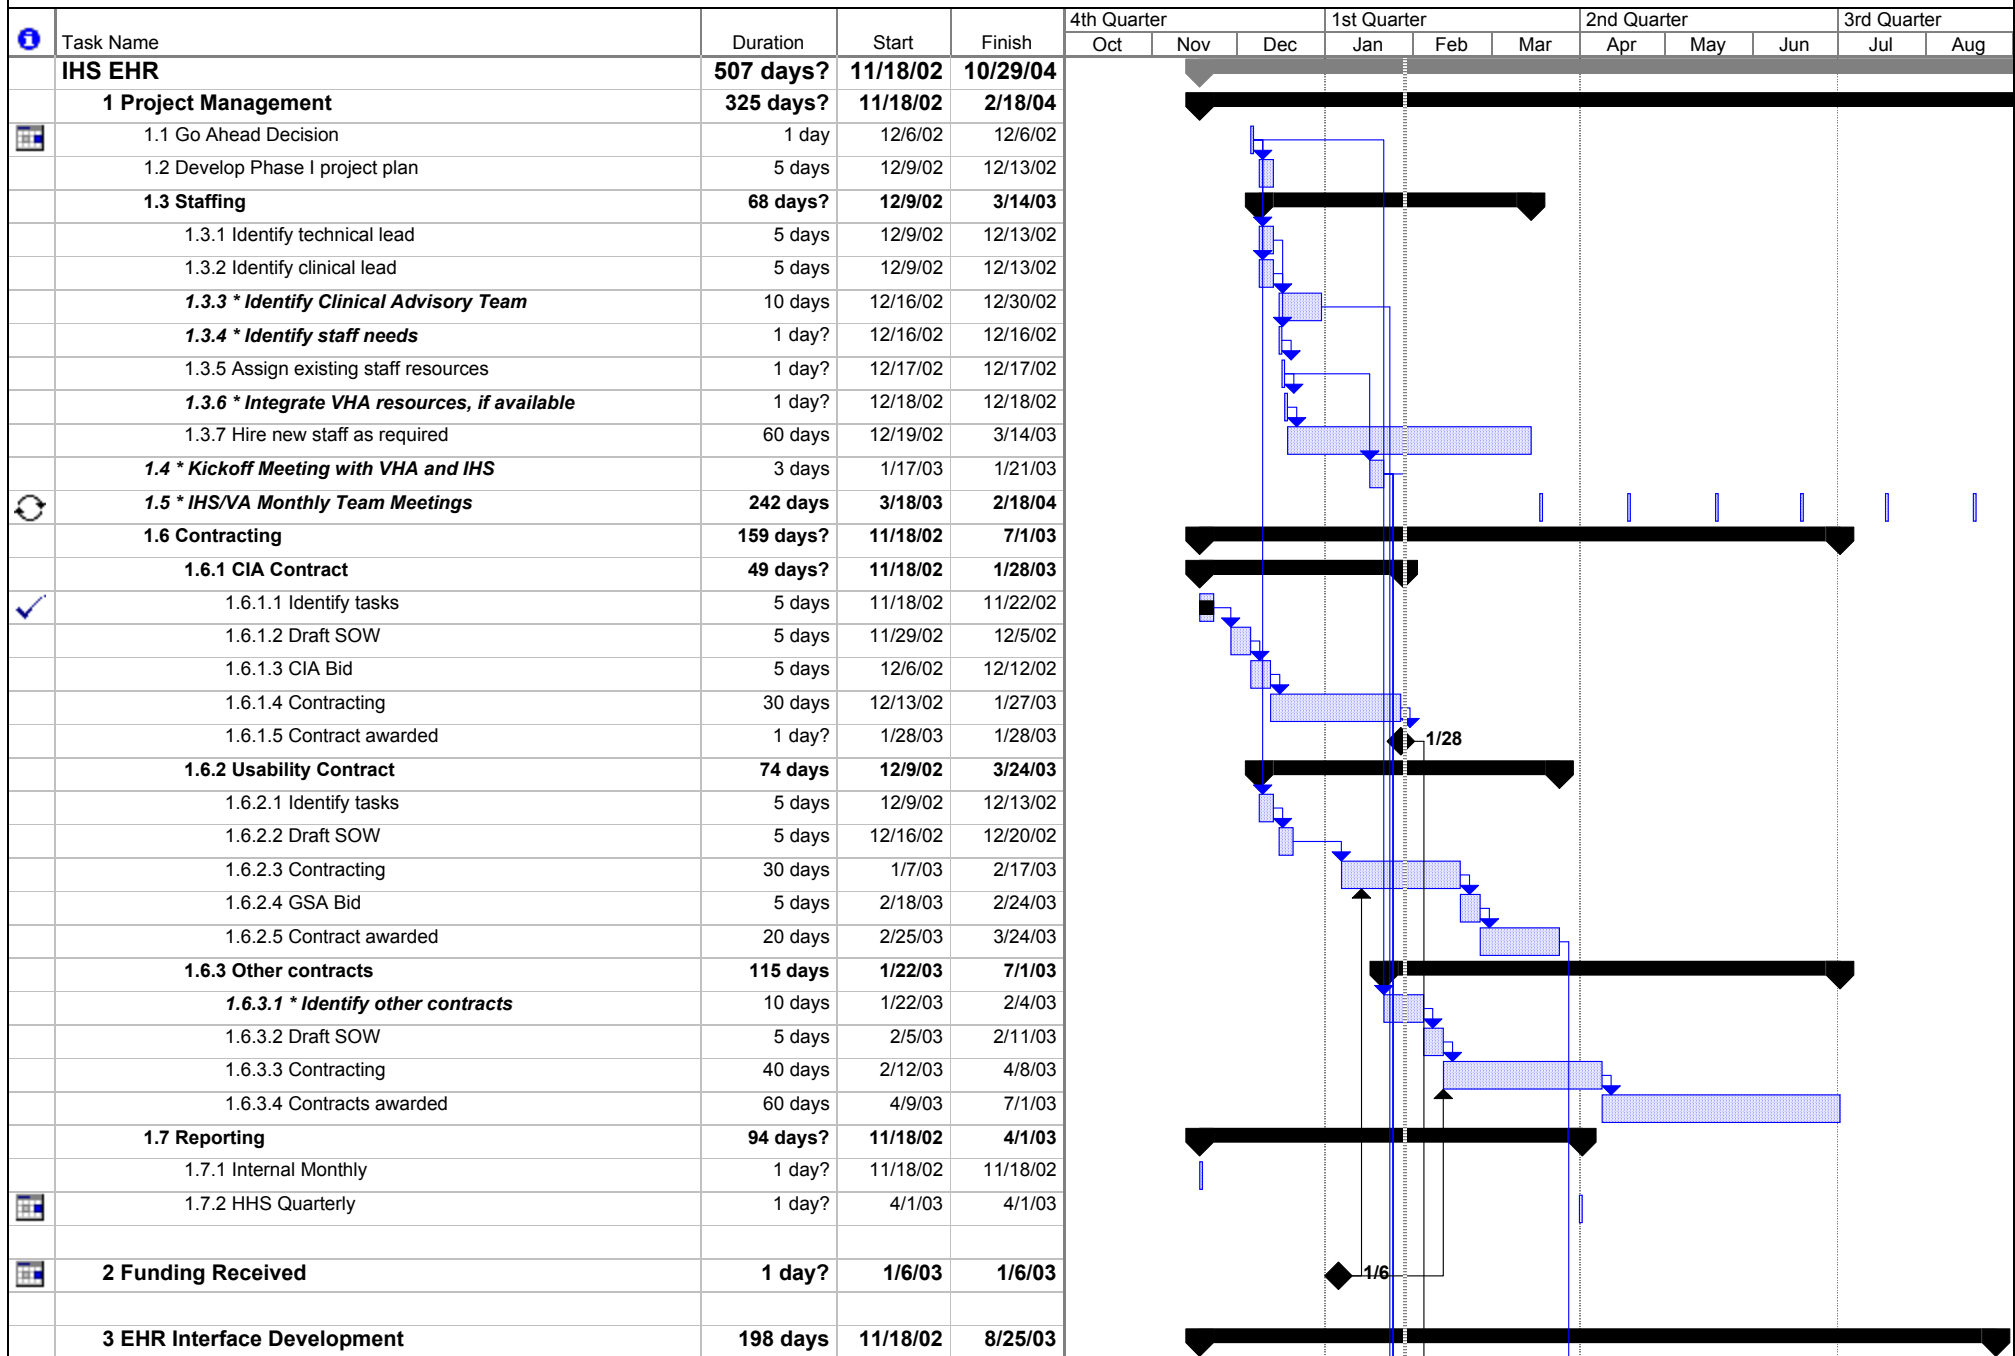 4th Quarter 1st Quarter 2nd Quarter 3rd Quarter
Task Name Duration Start Finish Oct Nov Dec Jan Feb Mar Apr May Jun Jul Aug
IHS EHR 507 days? 11/18/02 10/29/04
1 Project Management 325 days? 11/18/02 2/18/04
1.1 Go Ahead Decision 1 day 12/6/02 12/6/02
1.2 Develop Phase I project plan 5 days 12/9/02 12/13/02
1.3 Staffing 68 days? 12/9/02 3/14/03
1.3.1 Identify technical lead 5 days 12/9/02 12/13/02
1.3.2 Identify clinical lead 5 days 12/9/02 12/13/02
1.3.3 * Identify Clinical Advisory Team 10 days 12/16/02 12/30/02
1.3.4 * Identify staff needs 1 day? 12/16/02 12/16/02
1.3.5 Assign existing staff resources 1 day? 12/17/02 12/17/02
1.3.6 * Integrate VHA resources, if available 1 day? 12/18/02 12/18/02
1.3.7 Hire new staff as required 60 days 12/19/02 3/14/03
1.4 * Kickoff Meeting with VHA and IHS 3 days 1/17/03 1/21/03
1.5 * IHS/VA Monthly Team Meetings 242 days 3/18/03 2/18/04
1.6 Contracting 159 days? 11/18/02 7/1/03
1.6.1 CIA Contract 49 days? 11/18/02 1/28/03
1.6.1.1 Identify tasks 5 days 11/18/02 11/22/02
1.6.1.2 Draft SOW 5 days 11/29/02 12/5/02
1.6.1.3 CIA Bid 5 days 12/6/02 12/12/02
1.6.1.4 Contracting 30 days 12/13/02 1/27/03
1.6.1.5 Contract awarded 1 day? 1/28/03 1/28/03 1/28
1.6.2 Usability Contract 74 days 12/9/02 3/24/03
1.6.2.1 Identify tasks 5 days 12/9/02 12/13/02
1.6.2.2 Draft SOW 5 days 12/16/02 12/20/02
1.6.2.3 Contracting 30 days 1/7/03 2/17/03
1.6.2.4 GSA Bid 5 days 2/18/03 2/24/03
1.6.2.5 Contract awarded 20 days 2/25/03 3/24/03
1.6.3 Other contracts 115 days 1/22/03 7/1/03
1.6.3.1 * Identify other contracts 10 days 1/22/03 2/4/03
1.6.3.2 Draft SOW 5 days 2/5/03 2/11/03
1.6.3.3 Contracting 40 days 2/12/03 4/8/03
1.6.3.4 Contracts awarded 60 days 4/9/03 7/1/03
1.7 Reporting 94 days? 11/18/02 4/1/03
1.7.1 Internal Monthly 1 day? 11/18/02 11/18/02
1.7.2 HHS Quarterly 1 day? 4/1/03 4/1/03
2 Funding Received 1 day? 1/6/03 1/6/03 1/6
3 EHR Interface Development 198 days 11/18/02 8/25/03